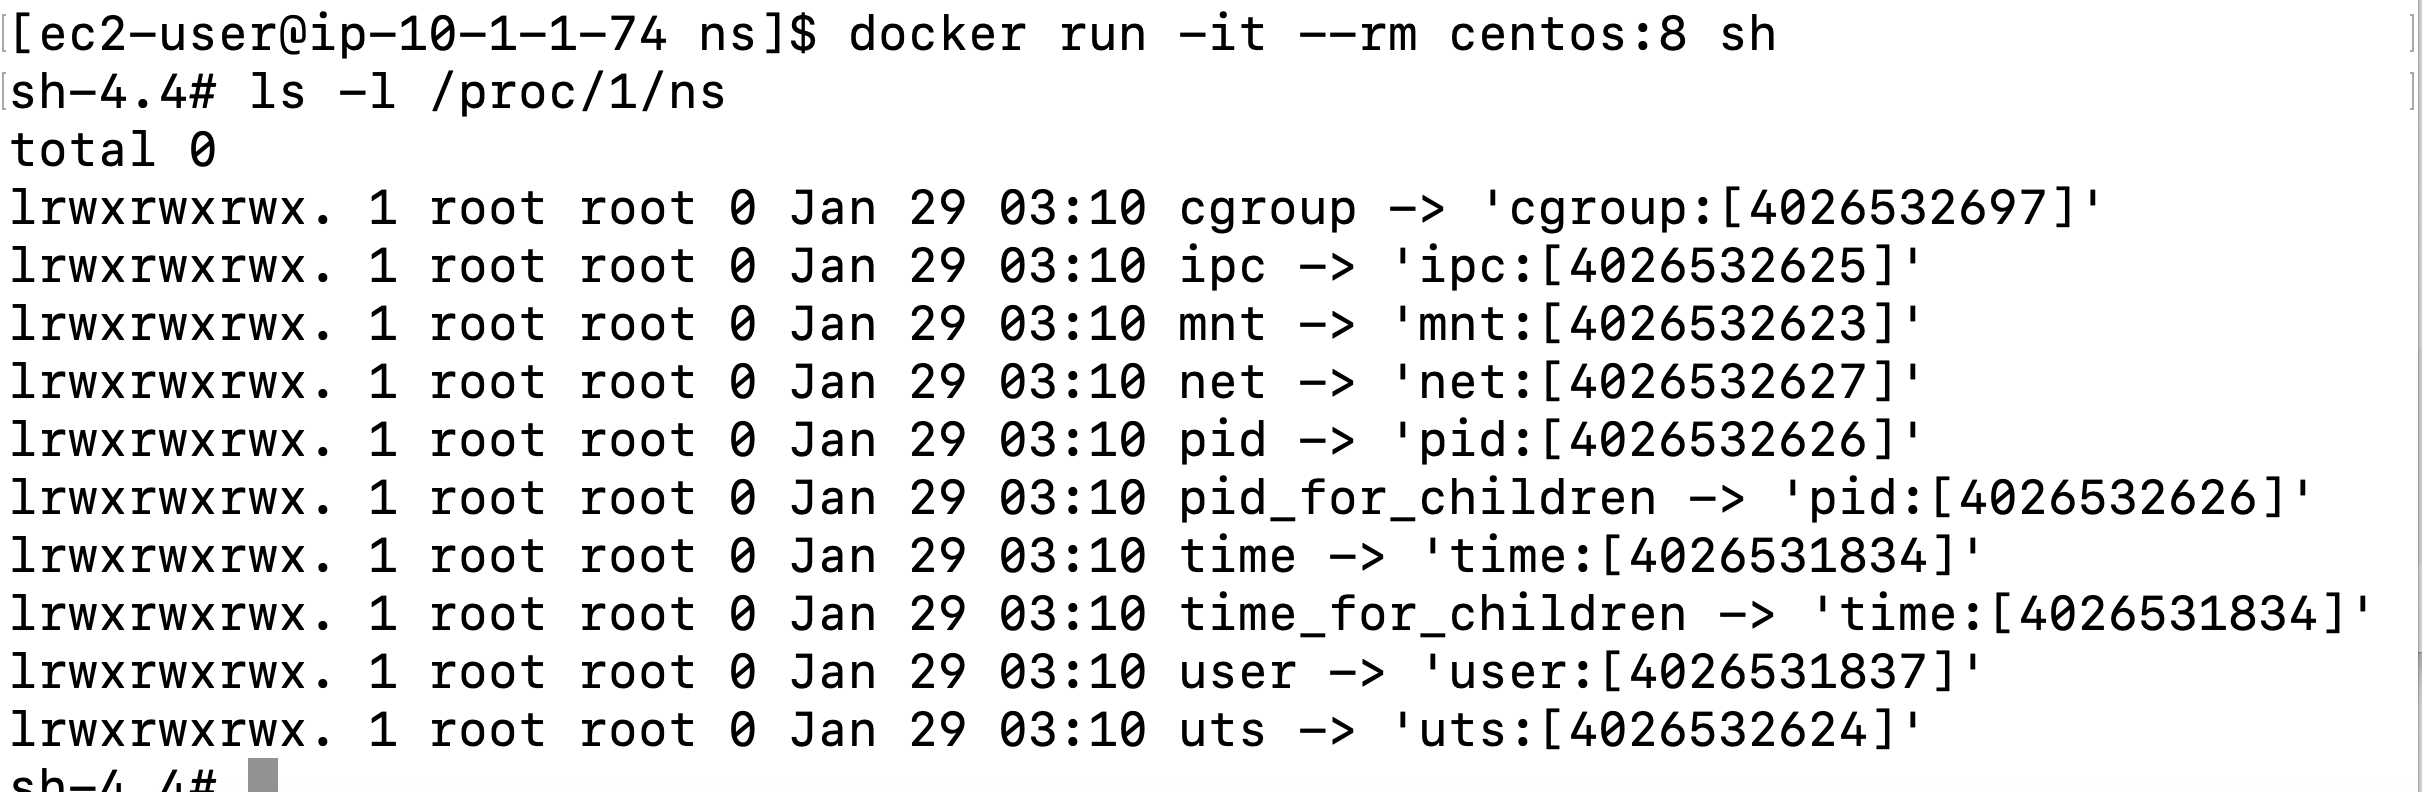 [ec2-user@ip-10-1-1-74 ns]$ docker run -it --rm centos:8 sh
sh-4.4# ls -l /proc/1/ns
total 0
lrwxrwxrwx. 1 root root 0 Jan 29 03:10 cgroup -> 'cgroup:[4026532697]'
lrwxrwxrwx. 1 root root 0 Jan 29 03:10 ipc -> 'ipc:[4026532625]'
lrwxrwxrwx. 1 root root 0 Jan 29 03:10 mnt -> 'mnt:[4026532623]'
lrwxrwxrwx. 1 root root 0 Jan 29 03:10 net -> 'net:[4026532627]'
lrwxrwxrwx. 1 root root 0 Jan 29 03:10 pid -> 'pid:[4026532626]'
lrwxrwxrwx. 1 root root 0 Jan 29 03:10 pid_for_children -> 'pid:[4026532626]'
lrwxrwxrwx. 1 root root 0 Jan 29 03:10 time -> 'time:[4026531834]'
lrwxrwxrwx. 1 root root 0 Jan 29 03:10 time_for_children -> 'time:[4026531834]'
lrwxrwxrwx. 1 root root 0 Jan 29 03:10 user -> 'user:[4026531837]'
lrwxrwxrwx. 1 root root 0 Jan 29 03:10 uts -> 'uts:[4026532624]'
sh-4.4#